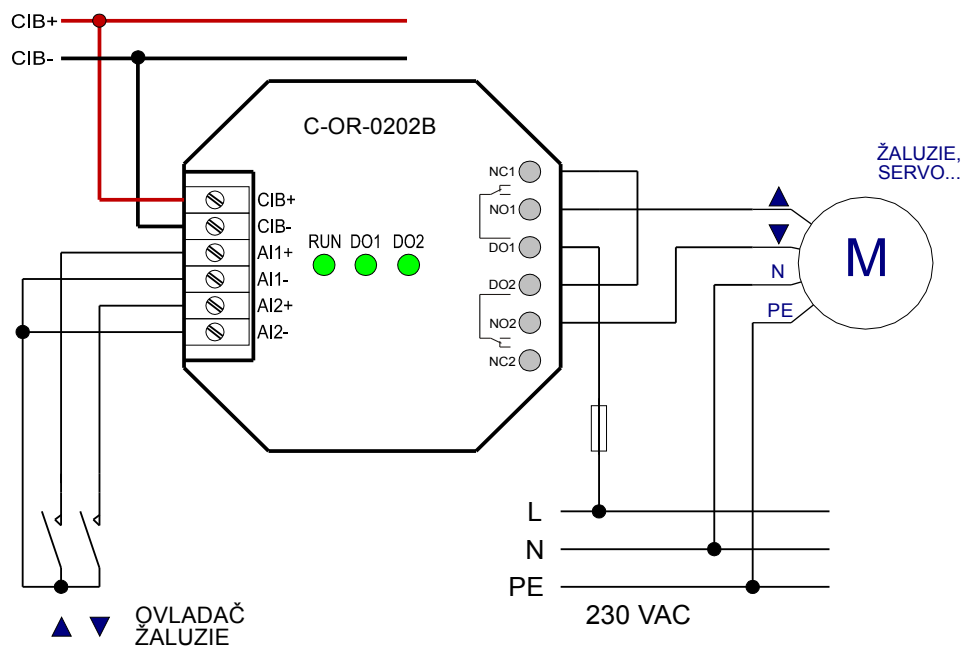 CIB+
CIB-
C-OR-0202B
ŽALUZIE,
SERVO...
CIB+
CIB-
AI1+
AI1-
AI2+
AI2-
RUN DO1 DO2
NC1
NO1
DO1
DO2
NO2
NC2
N
PE
M
L
N
PE
230 VAC
OVLADAČ
ŽALUZIE